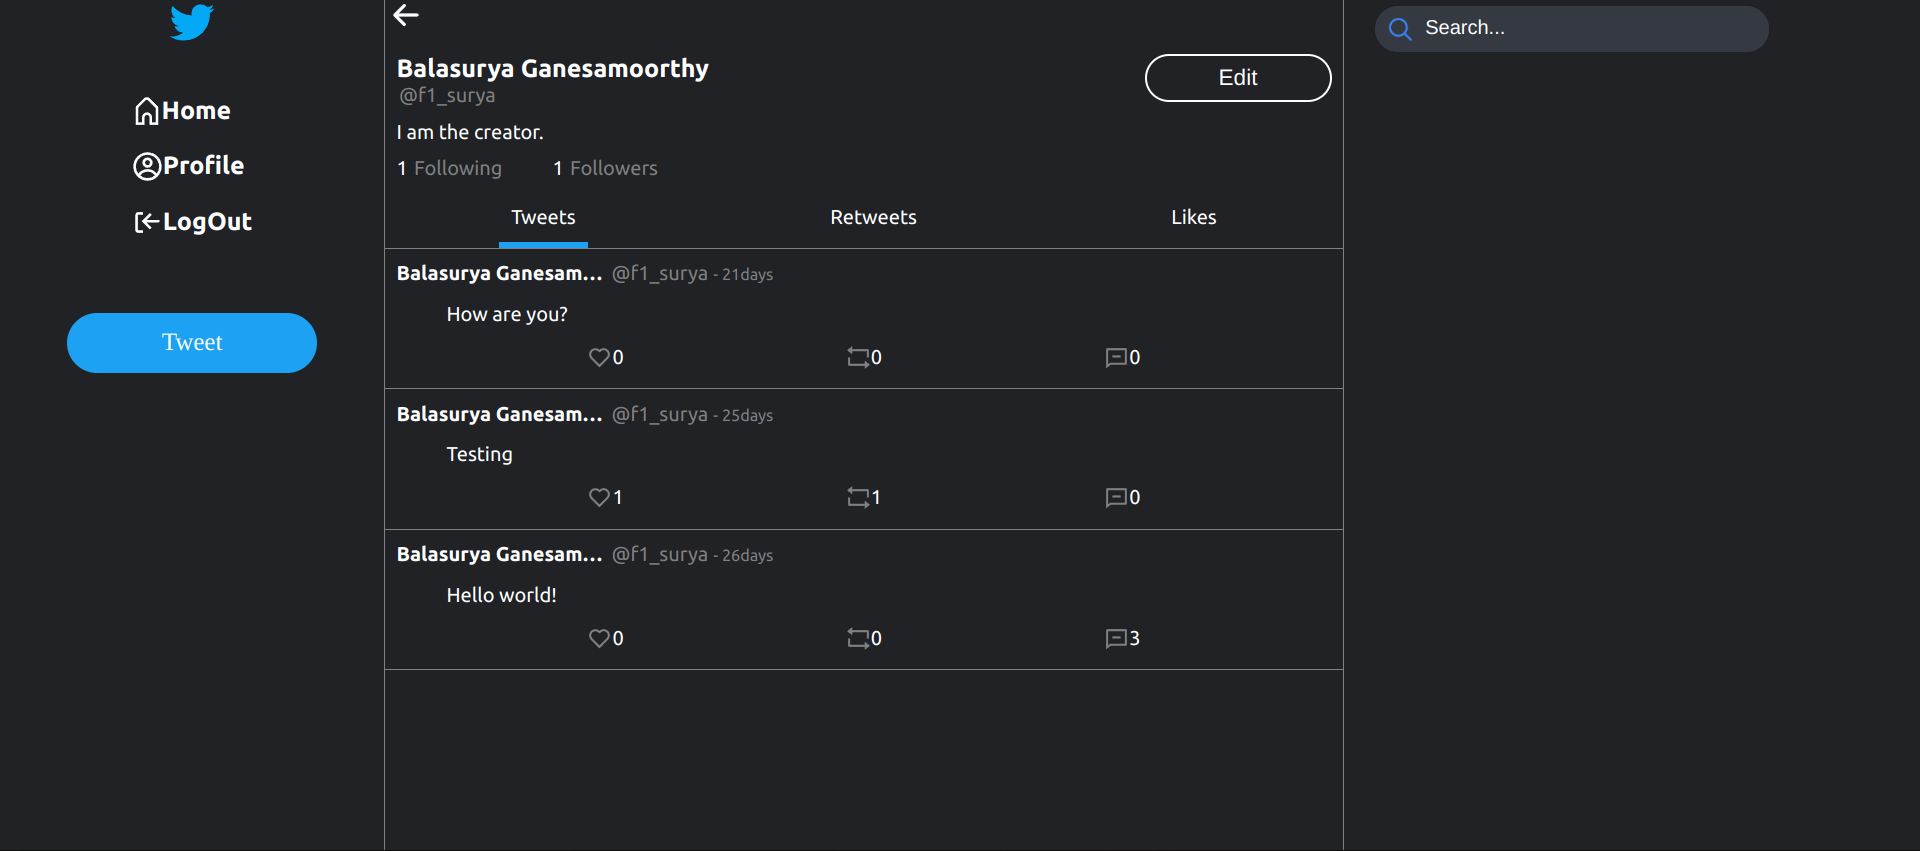 Home
Profile
LogOut
Tweet
Balasurya Ganesamoorthy
@f1_surya
Edit
I am the creator.
1 Following 1 Followers
Tweets Retweets Likes
Balasurya Ganesam... @f1_surya - 21days
How are you?
0 0 0
Balasurya Ganesam... @f1_surya - 25days
Testing
1 1 0
Balasurya Ganesam... @f1_surya - 26days
Hello world!
0 0 3
Search...